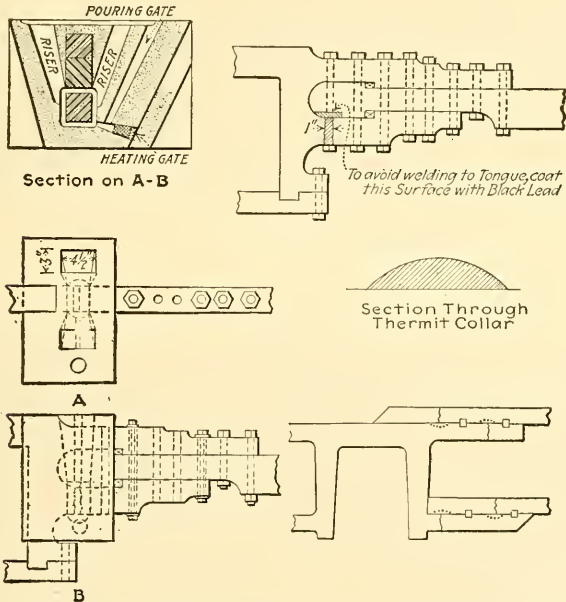 POURING GATE
RISER
RISER
HEATING GATE
Section on A-B
1"
To avoid welding to Tongue, coat
this Surface with Black Lead
3"
4½"
A
Section Through
Thermit Collar
B